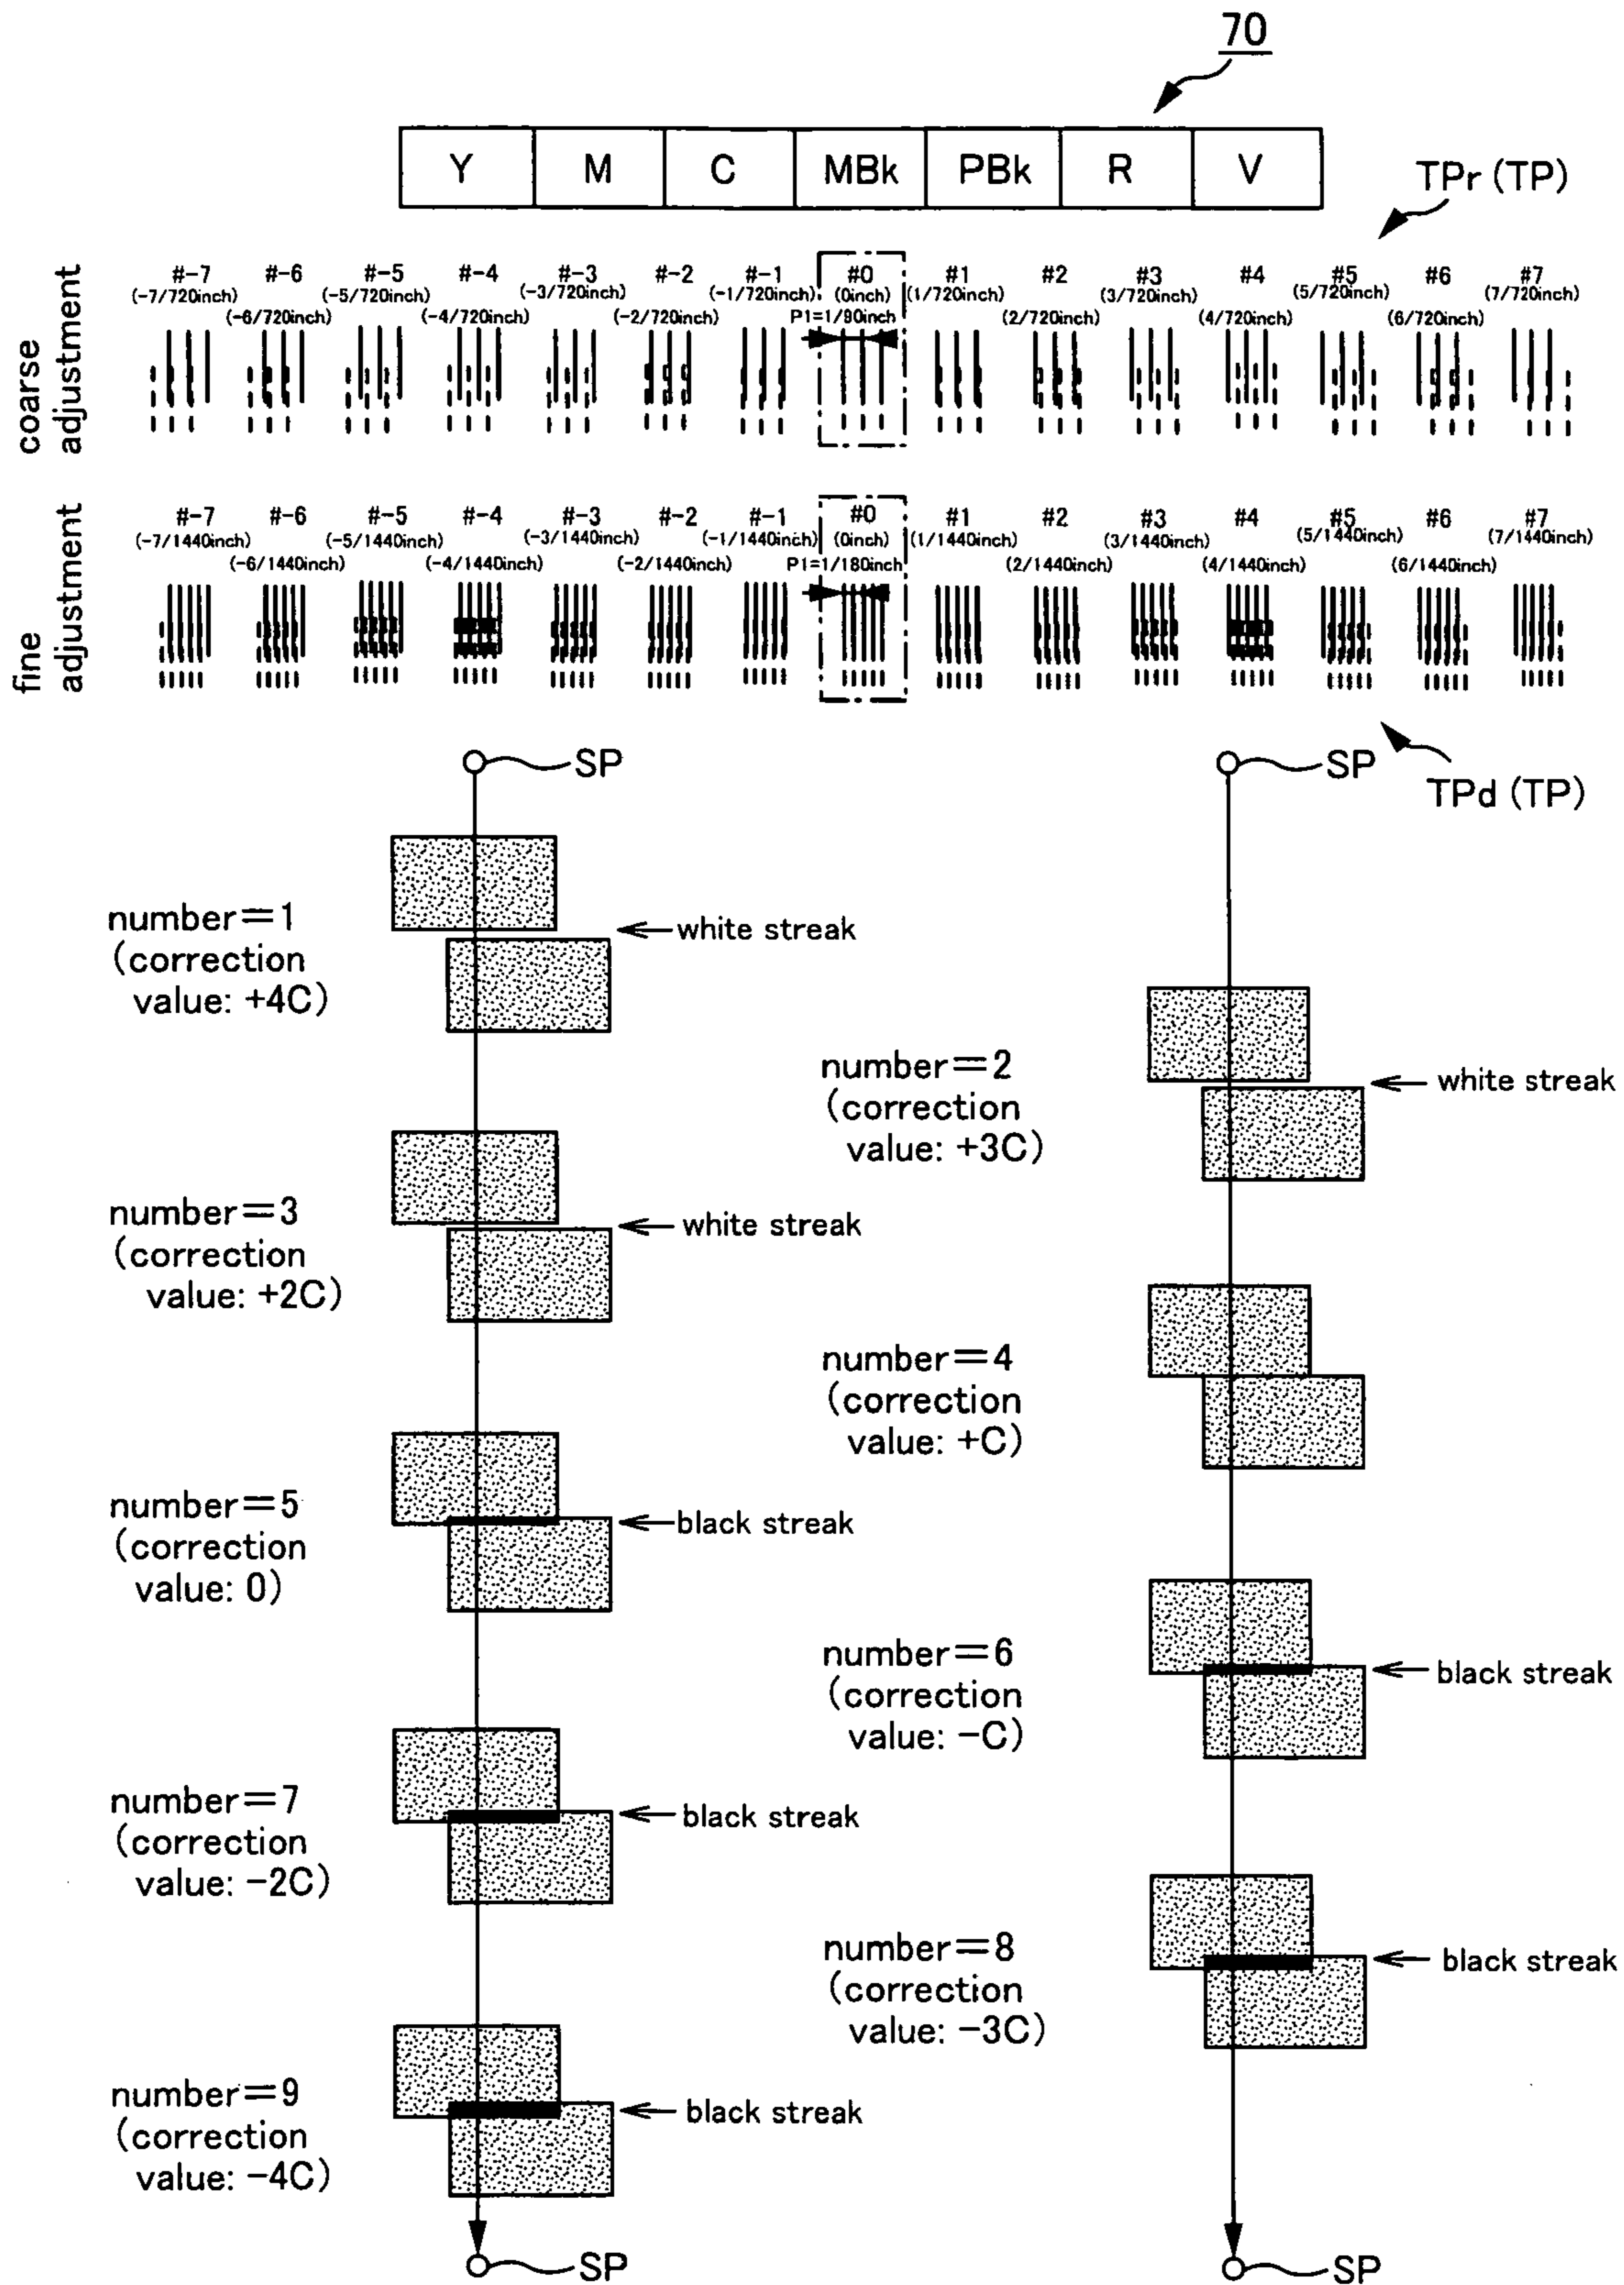 70
Y M C MBk PBk R V
TPr (TP)
coarse
adjustment
#-7 #-6 #-5 #-4 #-3 #-2 #-1 #0 #1 #2 #3 #4 #5 #6 #7
(-7/720inch) (-5/720inch) (-3/720inch) (-1/720inch) (0inch) (1/720inch) (3/720inch) (5/720inch) (7/720inch)
(-6/720inch) (-4/720inch) (-2/720inch) P1=1/90inch (2/720inch) (4/720inch) (6/720inch)
fine
adjustment
#-7 #-6 #-5 #-4 #-3 #-2 #-1 #0 #1 #2 #3 #4 #5 #6 #7
(-7/1440inch) (-5/1440inch) (-3/1440inch) (-1/1440inch) (0inch) (1/1440inch) (3/1440inch) (5/1440inch) (7/1440inch)
(-6/1440inch) (-4/1440inch) (-2/1440inch) P1=1/180inch (2/1440inch) (4/1440inch) (6/1440inch)
TPd (TP)
SP
SP
number=1
(correction
value: +4C)
white streak
number=2
(correction
value: +3C)
white streak
number=3
(correction
value: +2C)
white streak
number=4
(correction
value: +C)
number=5
(correction
value: 0)
black streak
number=6
(correction
value: -C)
black streak
number=7
(correction
value: -2C)
black streak
number=8
(correction
value: -3C)
black streak
number=9
(correction
value: -4C)
black streak
SP
SP